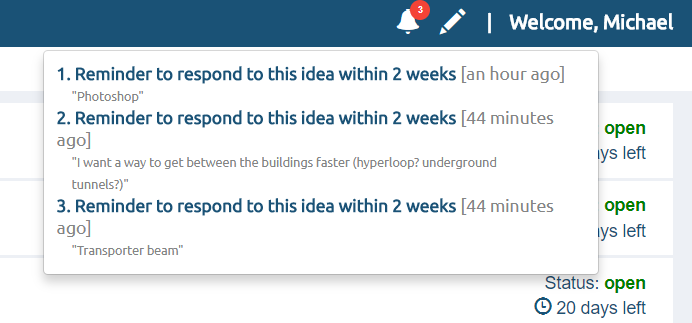 3
| Welcome, Michael
1. Reminder to respond to this idea within 2 weeks [an hour ago]
"Photoshop"
2. Reminder to respond to this idea within 2 weeks [44 minutes
ago]
"I want a way to get between the buildings faster (hyperloop? underground
tunnels?)"
3. Reminder to respond to this idea within 2 weeks [44 minutes
ago]
"Transporter beam"
open
left
open
left
Status: open
20 days left